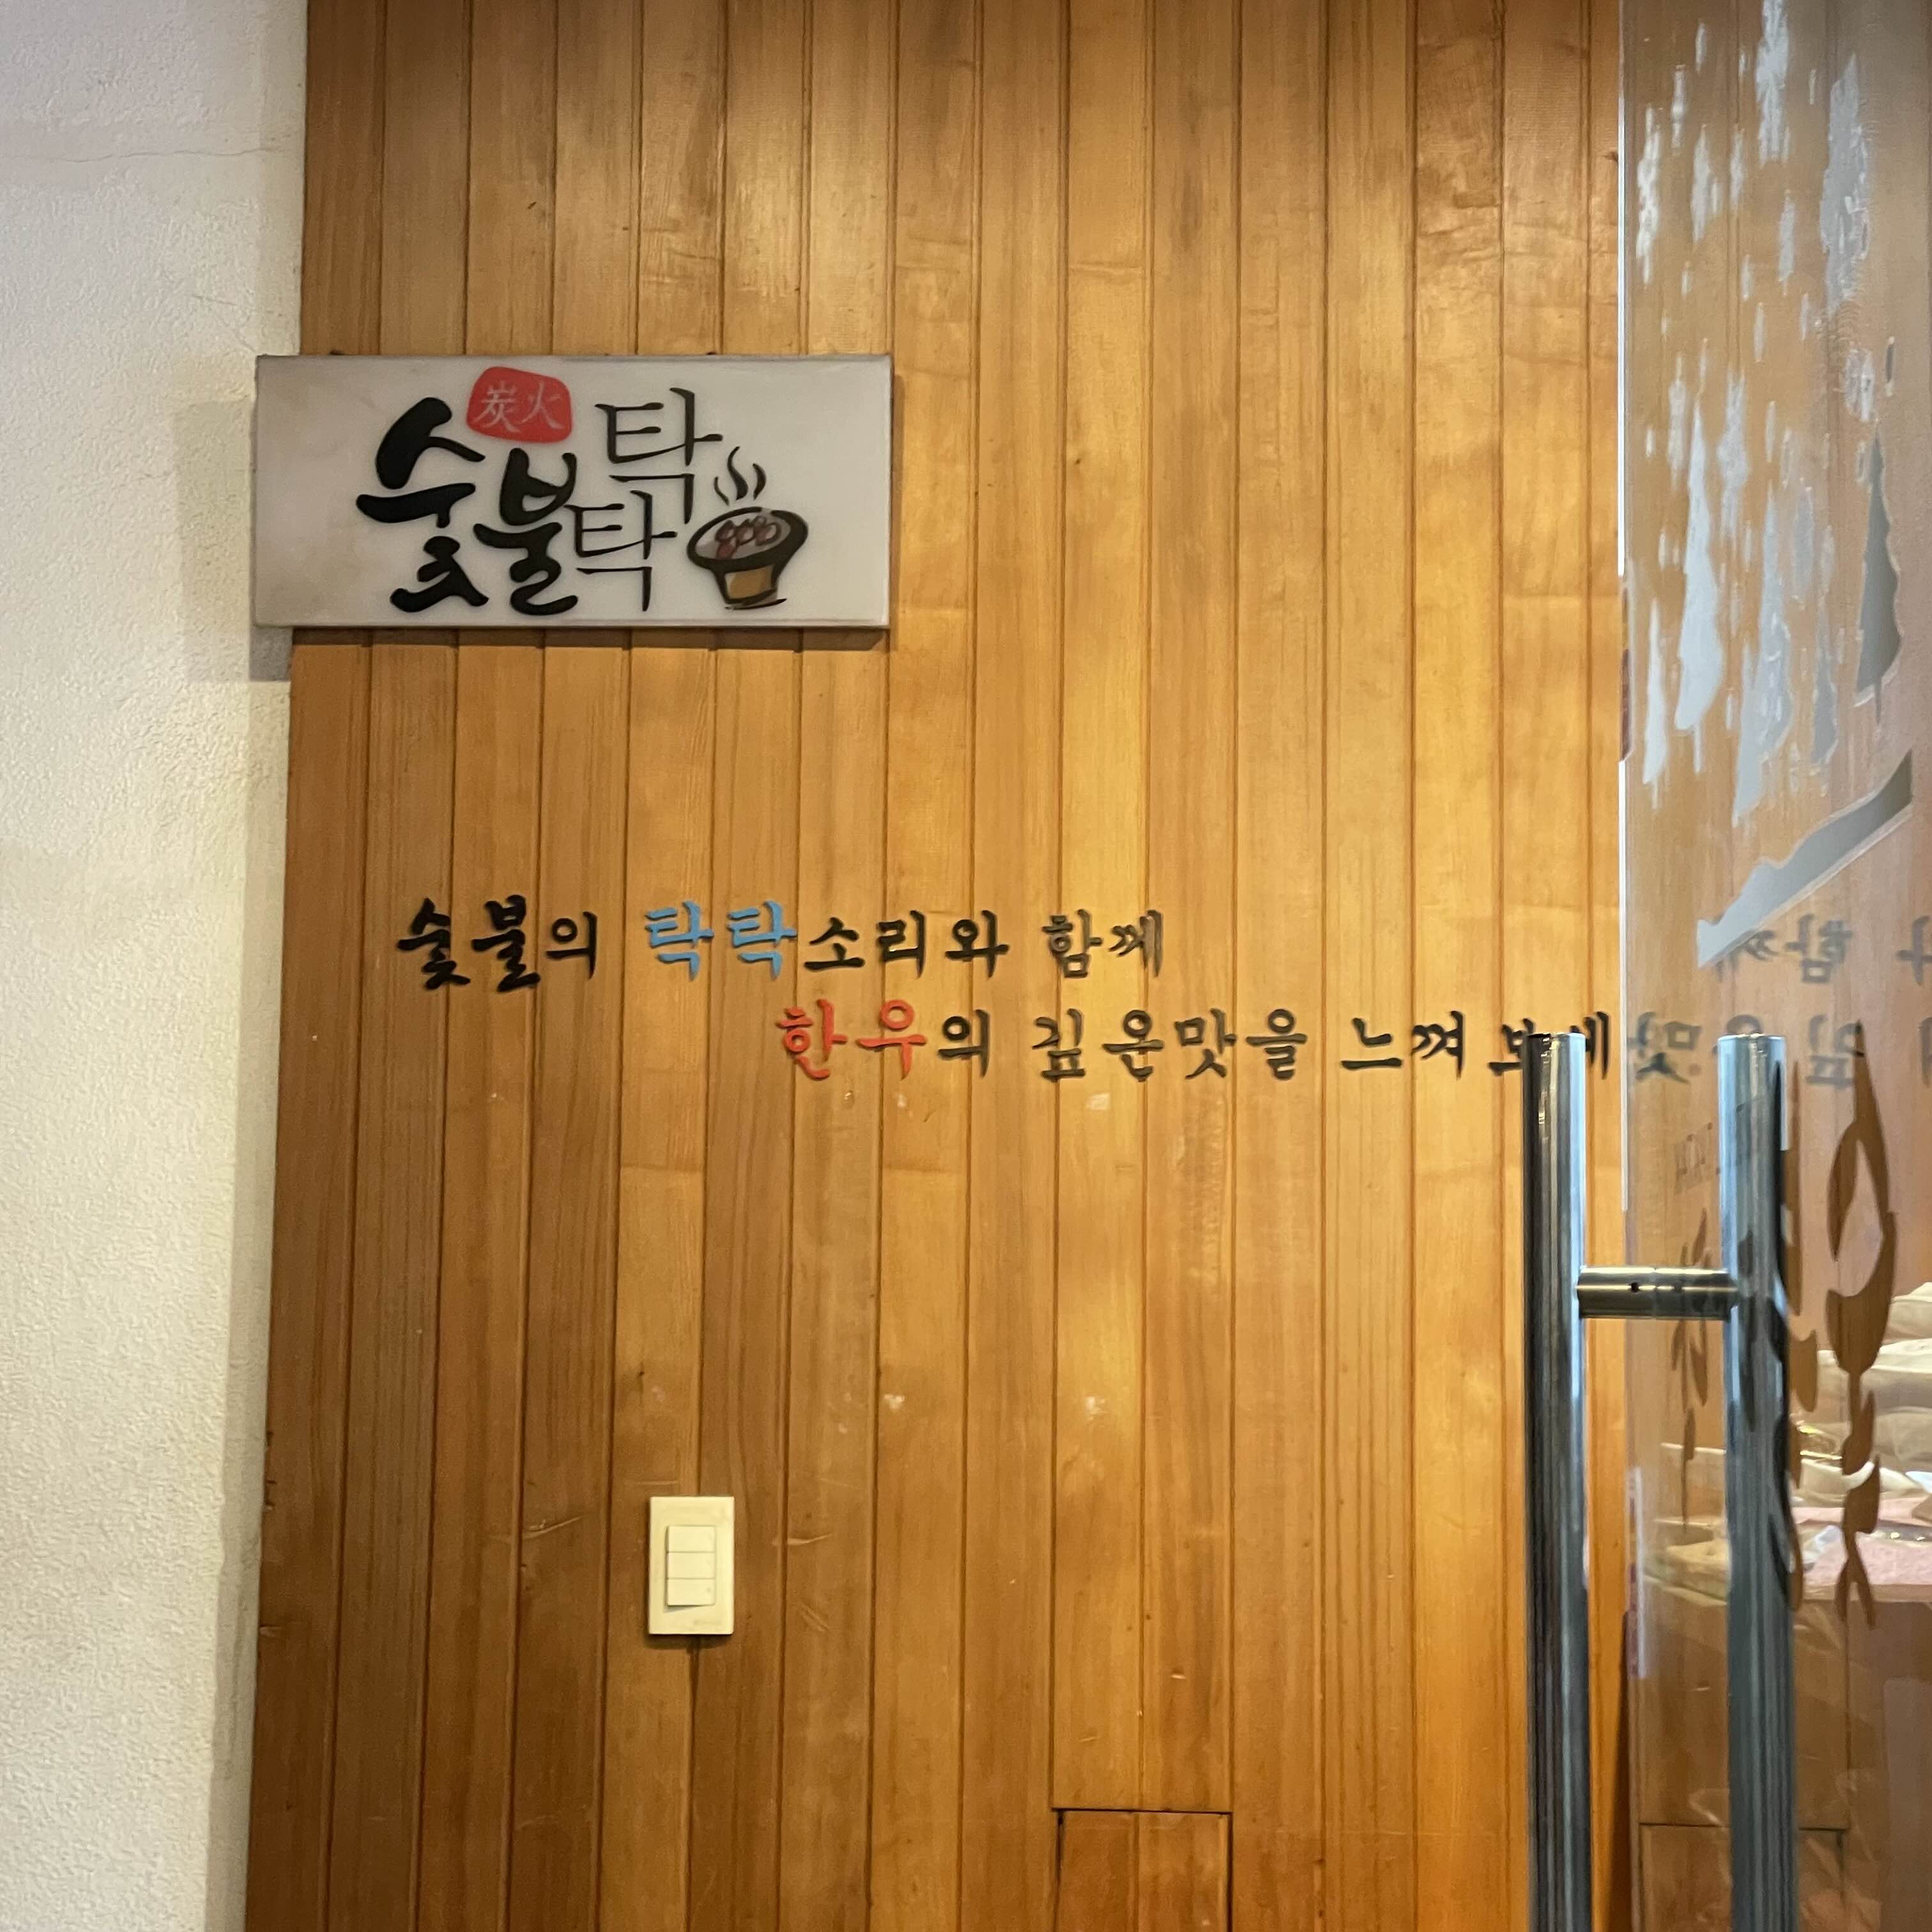 炭火
숯불탁탁
숯불의 탁탁소리와 함께
한우의 깊은맛을 느껴